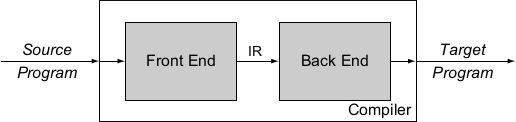 Source
Program
Front End
IR
Back End
Target
Program
Compiler